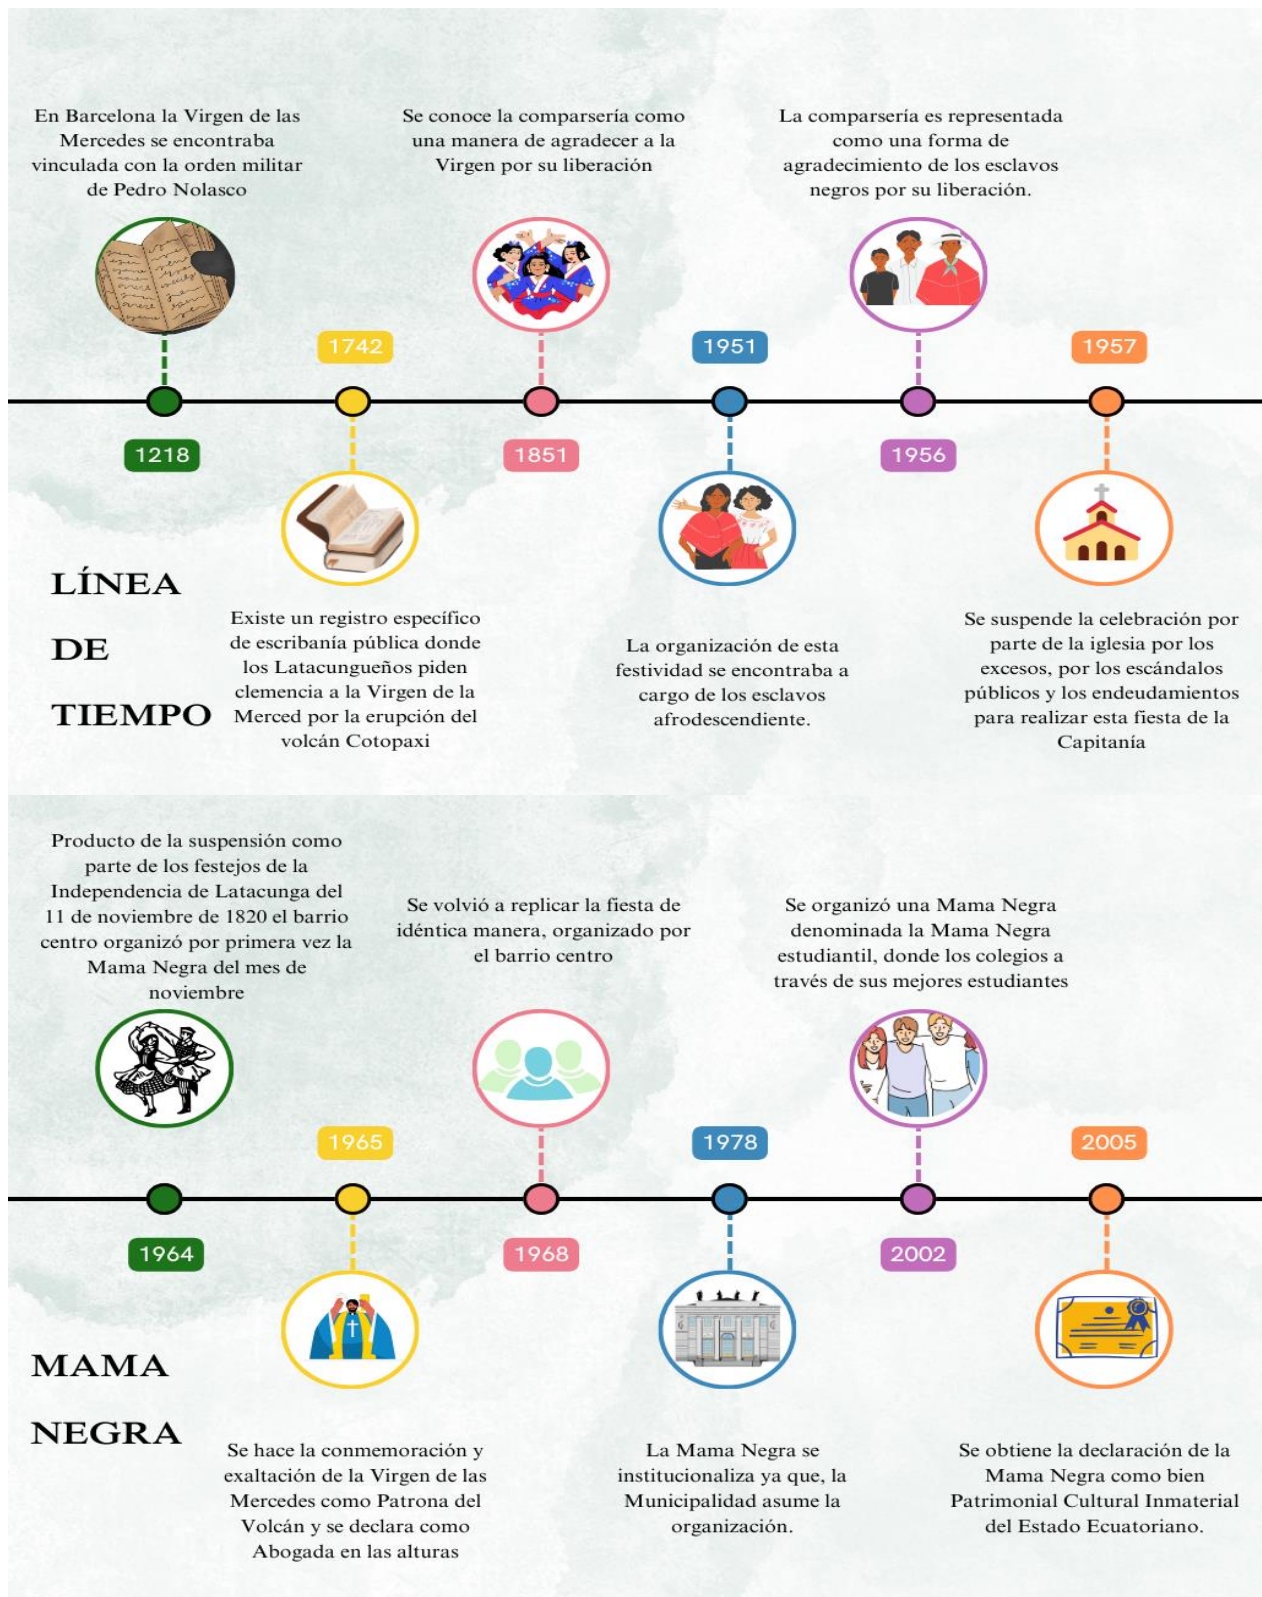 En Barcelona la Virgen de las
Mercedes se encontraba
vinculada con la orden militar
de Pedro Nolasco
Se conoce la comparsería como
una manera de agradecer a la
Virgen por su liberación
La comparsería es representada
como una forma de
agradecimiento de los esclavos
negros por su liberación.
1742
1951
1957
1218
1851
1956
LÍNEA
DE
TIEMPO
Existe un registro específico
de escribanía pública donde
los Latacungueños piden
clemencia a la Virgen de la
Merced por la erupción del
volcán Cotopaxi
La organización de esta
festividad se encontraba a
cargo de los esclavos
afrodescendiente.
Se suspende la celebración por
parte de la iglesia por los
excesos, por los escándalos
públicos y los endeudamientos
para realizar esta fiesta de la
Capitanía
Producto de la suspensión como
parte de los festejos de la
Independencia de Latacunga del
11 de noviembre de 1820 el barrio
centro organizó por primera vez la
Mama Negra del mes de
noviembre
Se volvió a replicar la fiesta de
idéntica manera, organizado por
el barrio centro
Se organizó una Mama Negra
denominada la Mama Negra
estudiantil, donde los colegios a
través de sus mejores estudiantes
1965
1978
2005
1964
1968
2002
MAMA
NEGRA
Se hace la conmemoración y
exaltación de la Virgen de las
Mercedes como Patrona del
Volcán y se declara como
Abogada en las alturas
La Mama Negra se
institucionaliza ya que, la
Municipalidad asume la
organización.
Se obtiene la declaración de la
Mama Negra como bien
Patrimonial Cultural Inmaterial
del Estado Ecuatoriano.